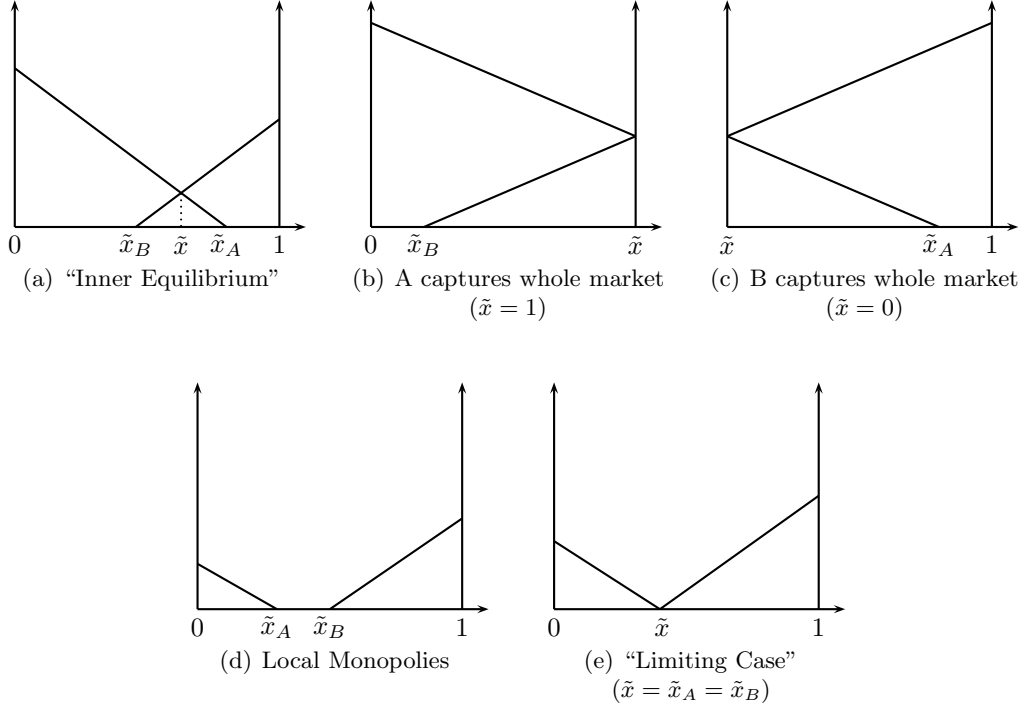 0 x̃_B x̃ x̃_A 1
(a) “Inner Equilibrium”
0 x̃_B x̃
(b) A captures whole market
(x̃ = 1)
x̃ x̃_A 1
(c) B captures whole market
(x̃ = 0)
0 x̃_A x̃_B 1
(d) Local Monopolies
0 x̃ 1
(e) “Limiting Case”
(x̃ = x̃_A = x̃_B)